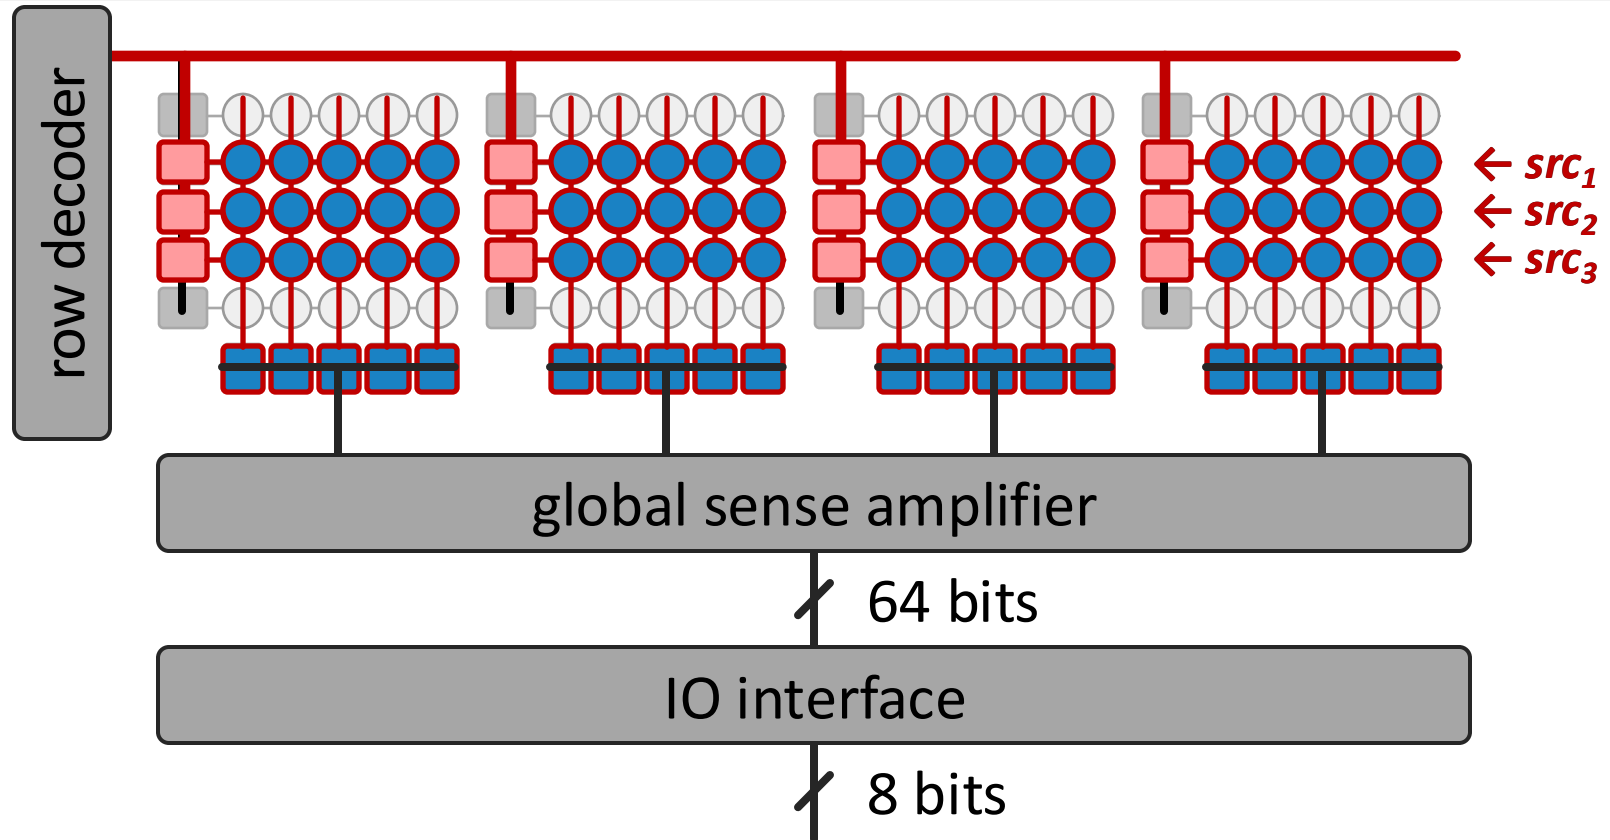 row decoder
← src₁
← src₂
← src₃
global sense amplifier
64 bits
IO interface
8 bits